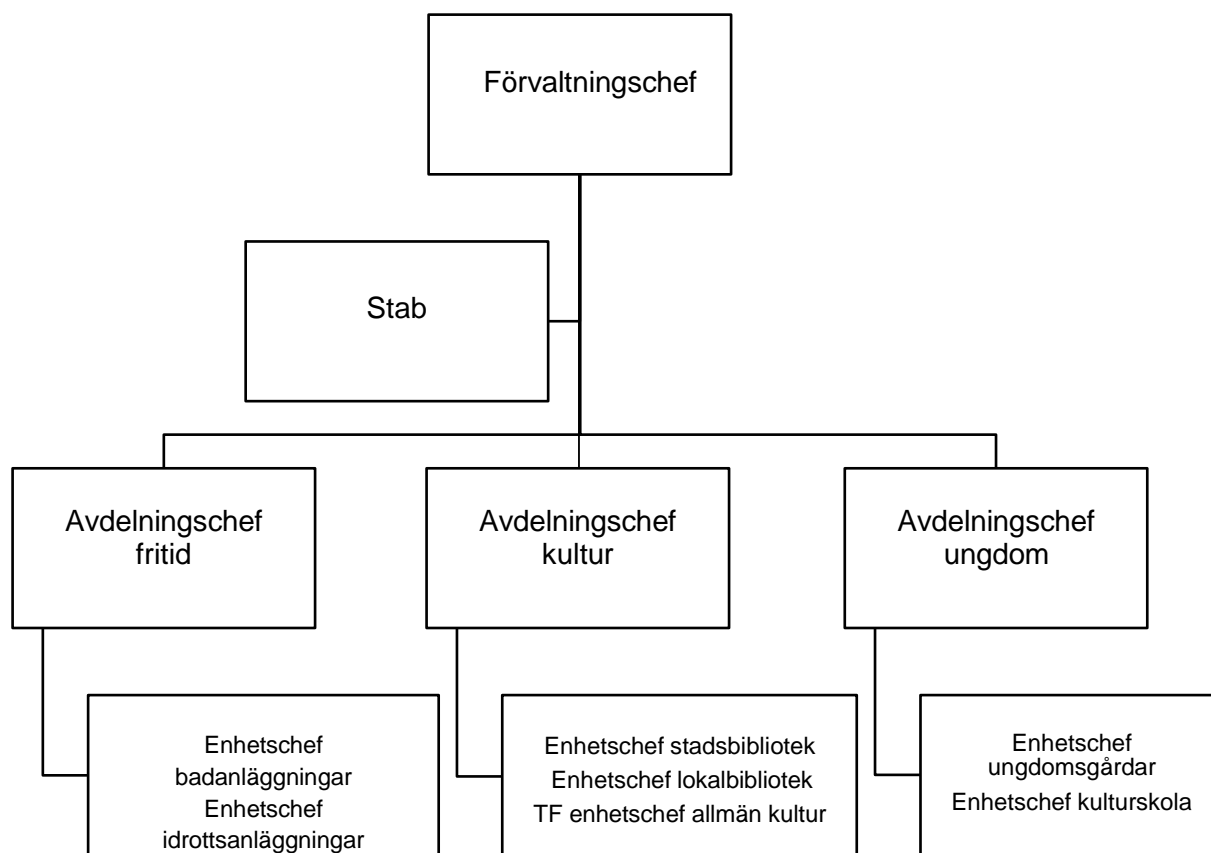 Förvaltningschef
Stab
Avdelningschef
fritid
Avdelningschef
kultur
Avdelningschef
ungdom
Enhetschef
badanläggningar
Enhetschef
idrottsanläggningar
Enhetschef stadsbibliotek
Enhetschef lokalbibliotek
TF enhetschef allmän kultur
Enhetschef
ungdomsgårdar
Enhetschef kulturskola